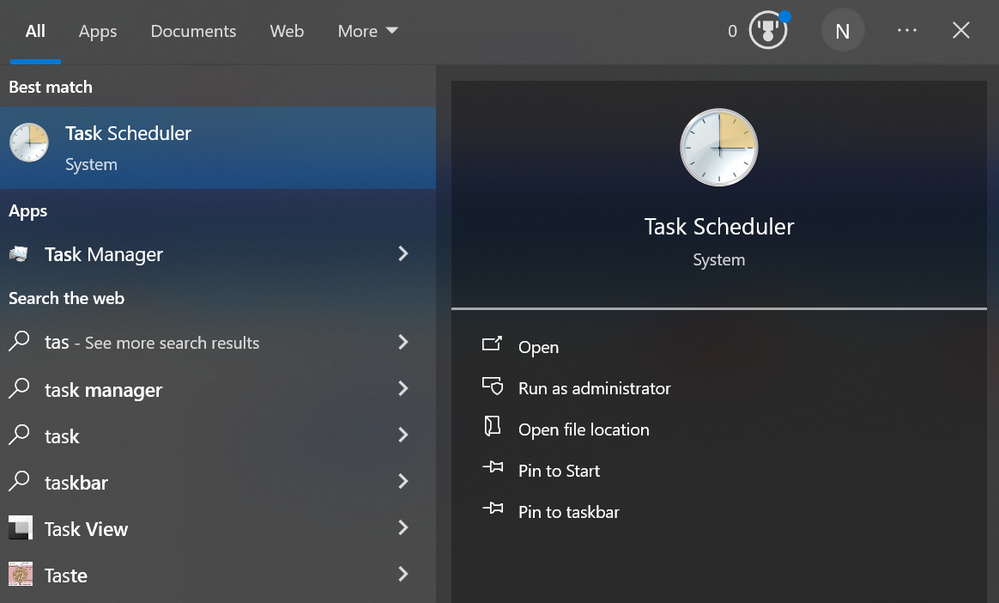 All Apps Documents Web More 0 N
Best match
Task Scheduler
System
Apps
Task Manager
Search the web
tas - See more search results
task manager
task
taskbar
Task View
Taste
Task Scheduler
System
Open
Run as administrator
Open file location
Pin to Start
Pin to taskbar